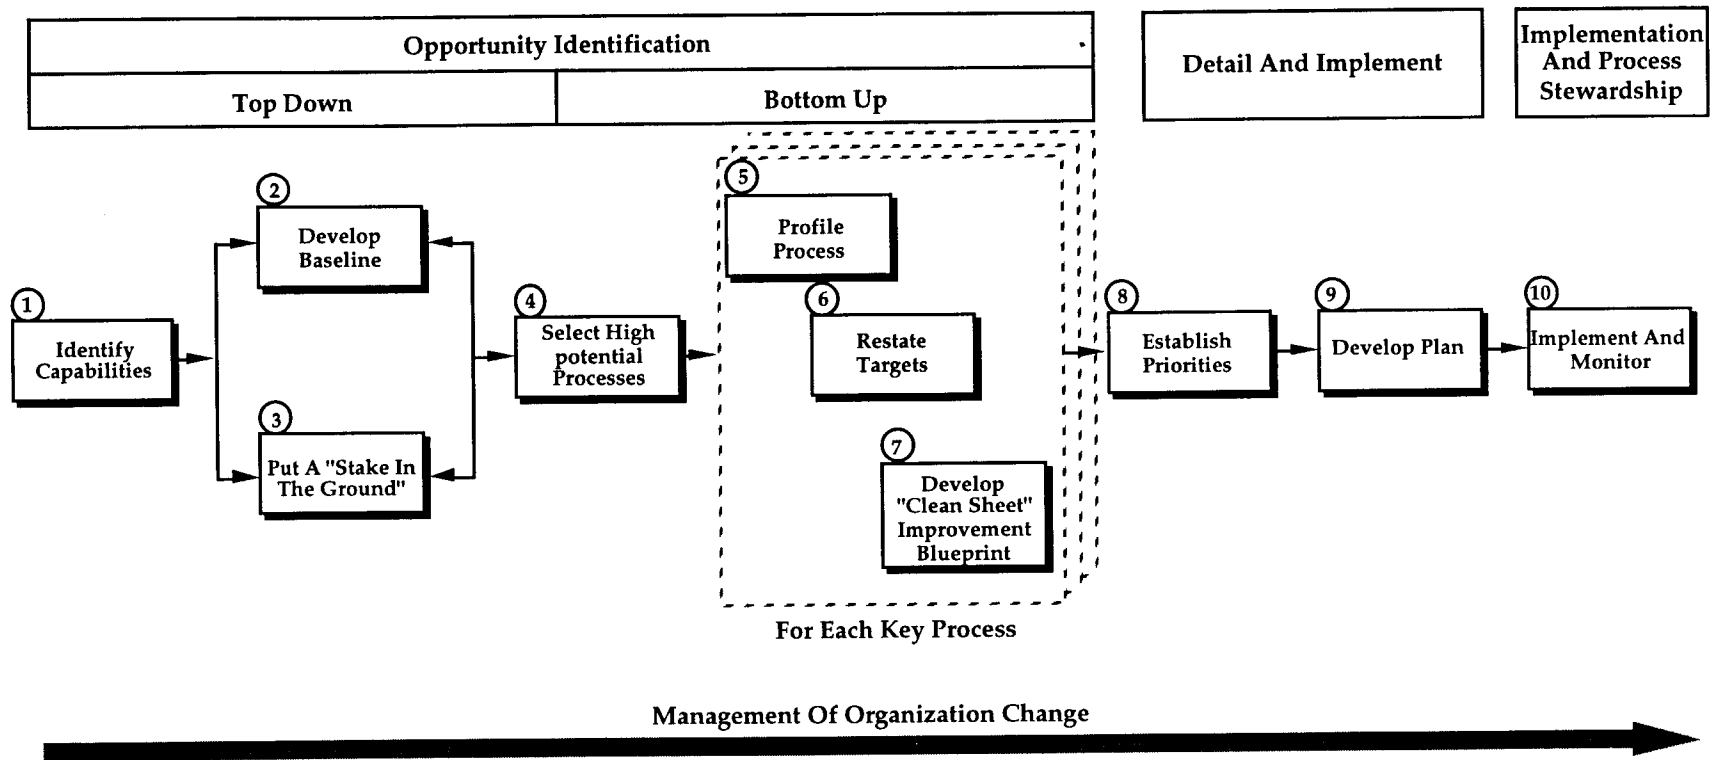 Opportunity Identification
Top Down
Bottom Up
Detail And Implement
Implementation
And Process
Stewardship
1
Identify
Capabilities
2
Develop
Baseline
3
Put A "Stake In
The Ground"
4
Select High
potential
Processes
5
Profile
Process
6
Restate
Targets
7
Develop
"Clean Sheet"
Improvement
Blueprint
For Each Key Process
8
Establish
Priorities
9
Develop Plan
10
Implement And
Monitor
Management Of Organization Change